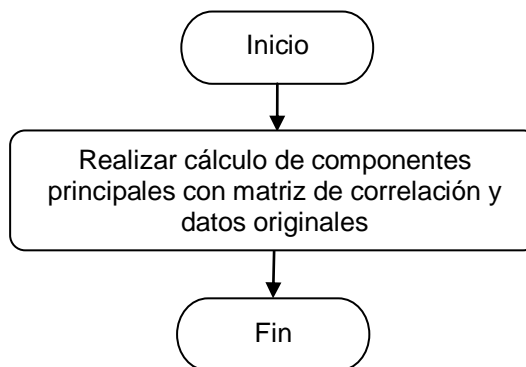 Inicio
Realizar cálculo de componentes
principales con matriz de correlación y
datos originales
Fin